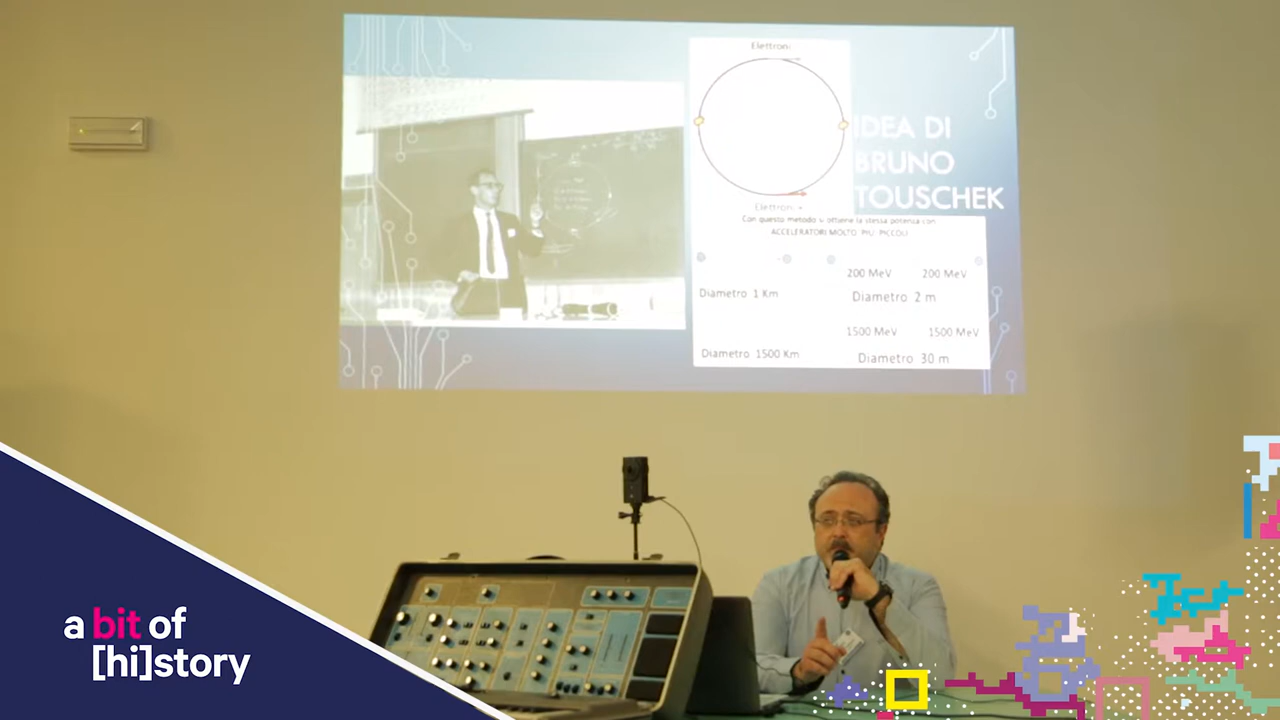 Elettroni
IDEA DI
BRUNO
TOUSCHEK
Elettroni +
Con questo metodo si ottiene la stessa potenza con
ACCELERATORI MOLTO PIÙ PICCOLI
200 MeV 200 MeV
Diametro 1 Km Diametro 2 m
1500 MeV 1500 MeV
Diametro 1500 Km Diametro 30 m
a bit of
[hi]story